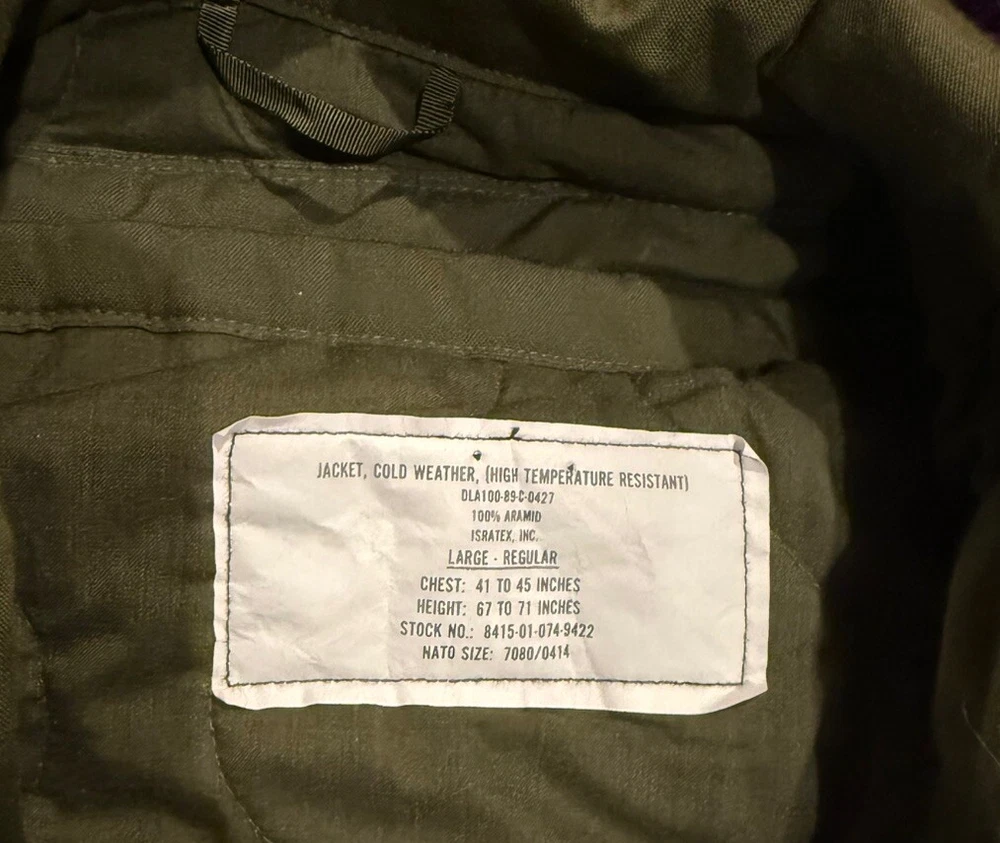 JACKET, COLD WEATHER, (HIGH TEMPERATURE RESISTANT)
DLA100-89-C-0427
100% ARAMID
ISRATEX, INC.
LARGE - REGULAR
CHEST: 41 TO 45 INCHES
HEIGHT: 67 TO 71 INCHES
STOCK NO.: 8415-01-074-9422
NATO SIZE: 7080/0414